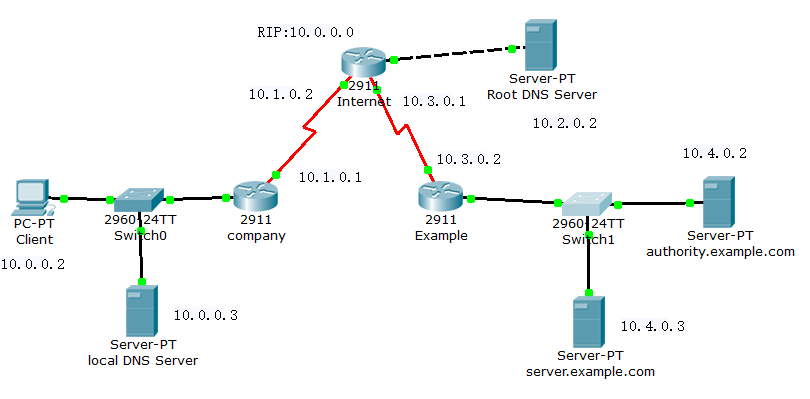 RIP:10.0.0.0
2911
Internet
Server-PT
Root DNS Server
10.1.0.2
10.3.0.1
10.2.0.2
10.1.0.1
10.3.0.2
10.4.0.2
PC-PT
Client
2960-24TT
Switch0
2911
company
2911
Example
2960-24TT
Switch1
Server-PT
authority.example.com
10.0.0.2
10.0.0.3
10.4.0.3
Server-PT
local DNS Server
Server-PT
server.example.com